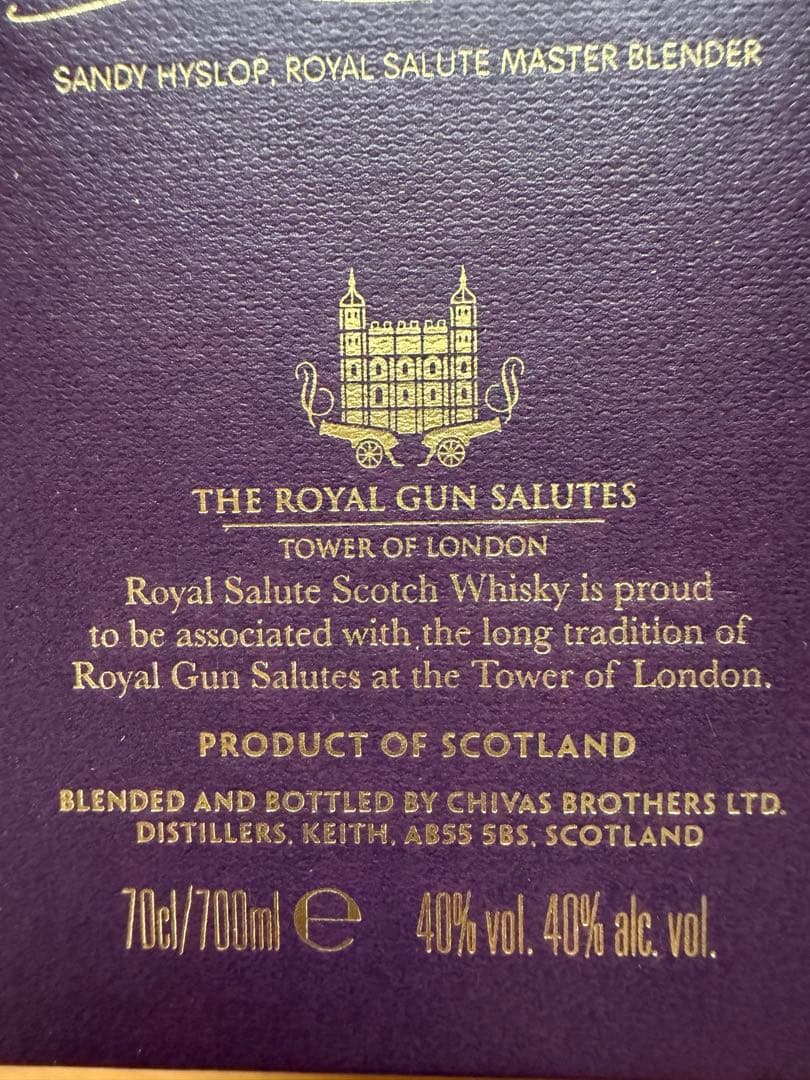 SANDY HYSLOP, ROYAL SALUTE MASTER BLENDER
THE ROYAL GUN SALUTES
TOWER OF LONDON
Royal Salute Scotch Whisky is proud
to be associated with the long tradition of
Royal Gun Salutes at the Tower of London.
PRODUCT OF SCOTLAND
BLENDED AND BOTTLED BY CHIVAS BROTHERS LTD.
DISTILLERS, KEITH, AB55 5BS, SCOTLAND
70cl/700ml e 40% vol. 40% alc. vol.